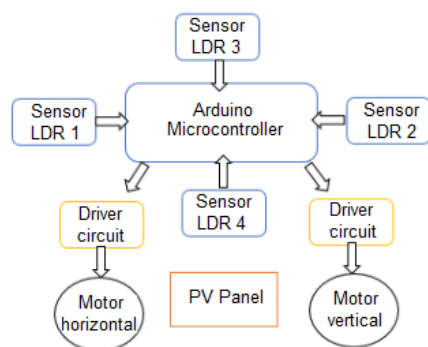 Sensor
LDR 3
Sensor
LDR 1
Arduino
Microcontroller
Sensor
LDR 2
Driver
circuit
Sensor
LDR 4
Driver
circuit
Motor
horizontal
PV Panel
Motor
vertical